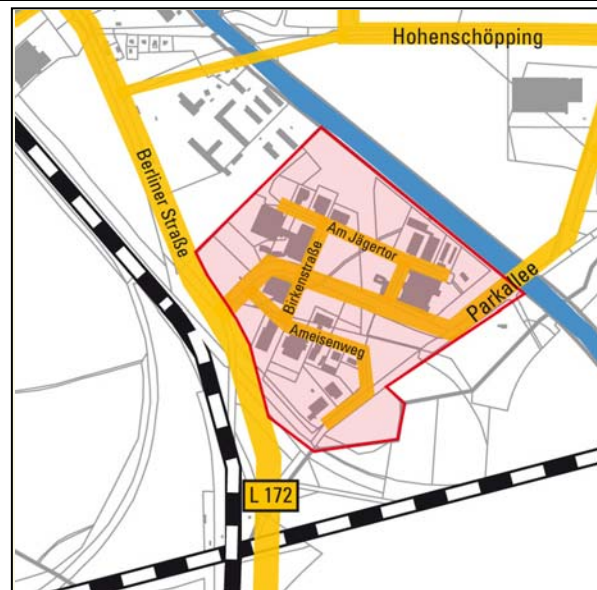 Hohenschöpping
Berliner Straße
Am Jägertor
Birkenstraße
Parkallee
Ameisenweg
L 172